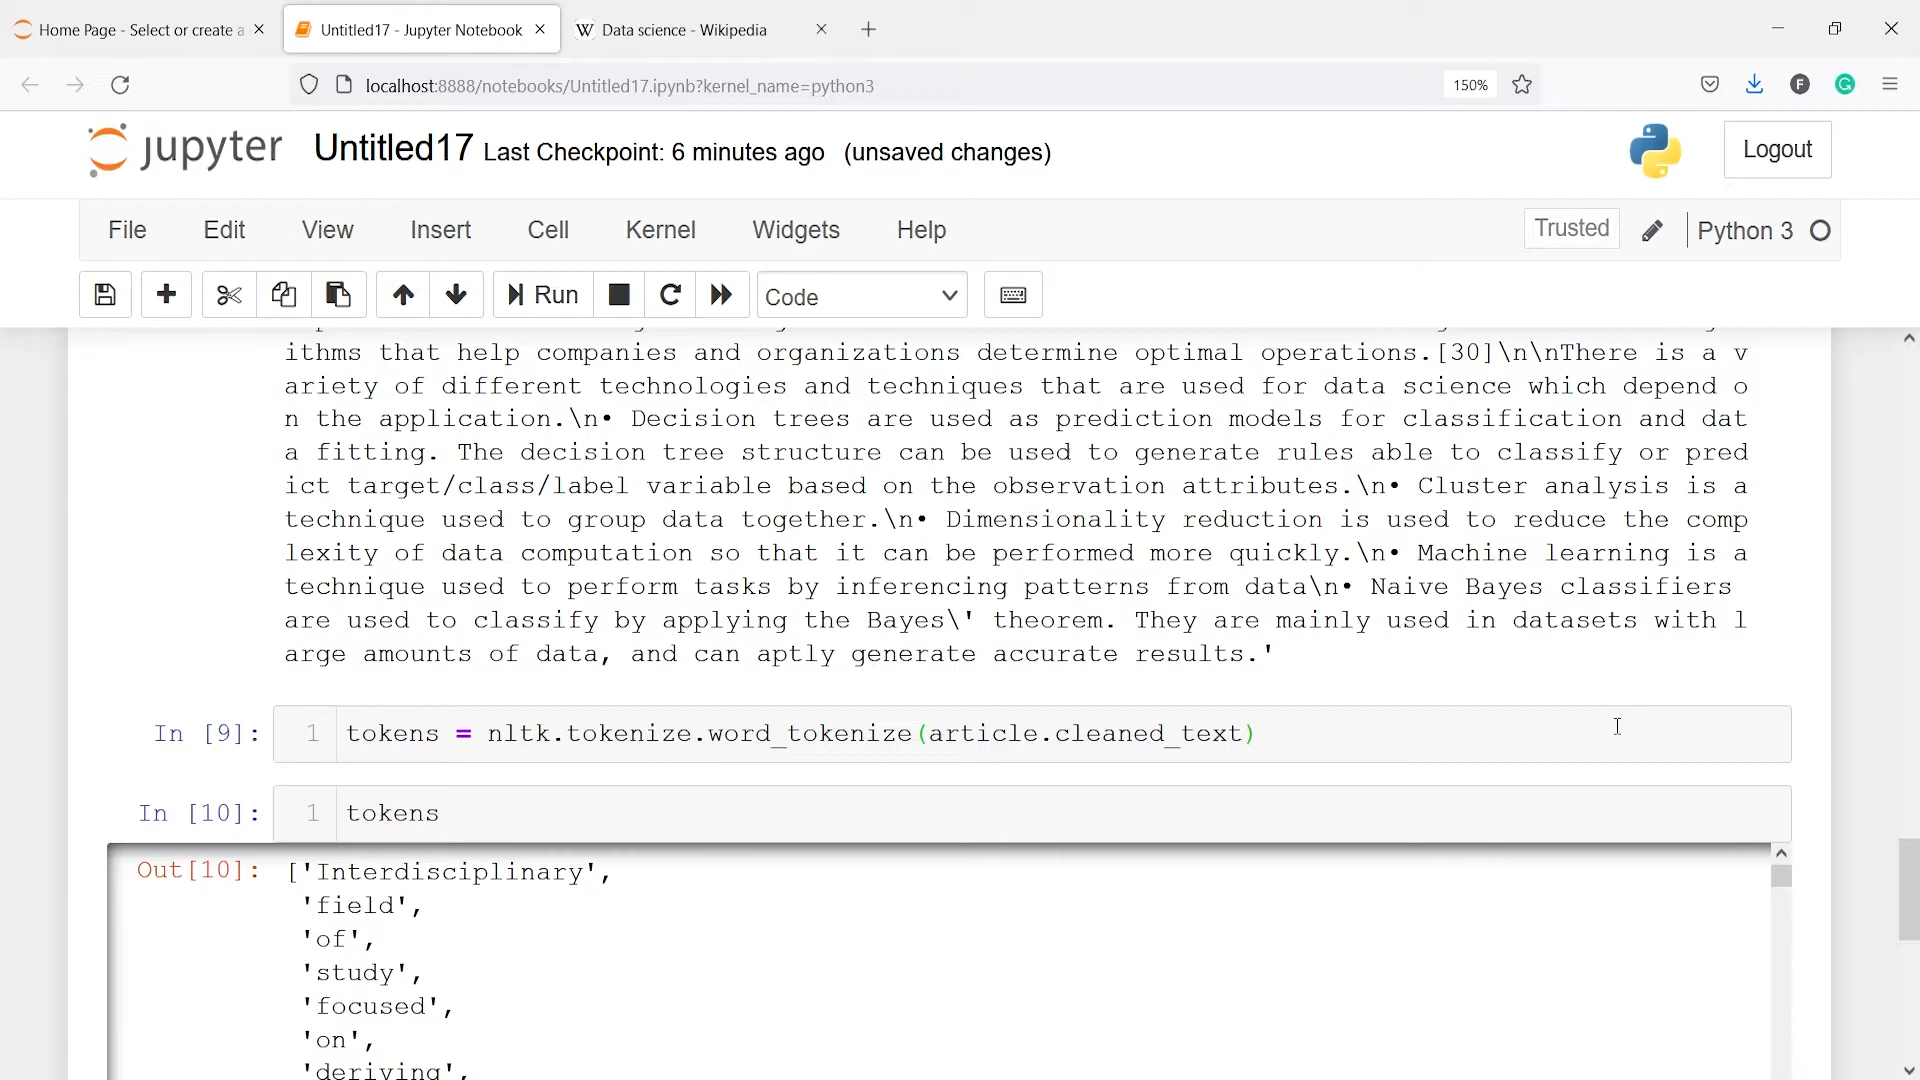 Home Page - Select or create a
Untitled17 - Jupyter Notebook
W Data science - Wikipedia
localhost:8888/notebooks/Untitled17.ipynb?kernel_name=python3
150%
F
G
jupyter Untitled17 Last Checkpoint: 6 minutes ago (unsaved changes)
Logout
File Edit View Insert Cell Kernel Widgets Help
Trusted
Python 3
Run
Code
ithms that help companies and organizations determine optimal operations.[30]\n\nThere is a v
ariety of different technologies and techniques that are used for data science which depend o
n the application.\n• Decision trees are used as prediction models for classification and dat
a fitting. The decision tree structure can be used to generate rules able to classify or pred
ict target/class/label variable based on the observation attributes.\n• Cluster analysis is a
technique used to group data together.\n• Dimensionality reduction is used to reduce the comp
lexity of data computation so that it can be performed more quickly.\n• Machine learning is a
technique used to perform tasks by inferencing patterns from data\n• Naive Bayes classifiers
are used to classify by applying the Bayes\' theorem. They are mainly used in datasets with l
arge amounts of data, and can aptly generate accurate results.'
In [9]: 1 tokens = nltk.tokenize.word_tokenize(article.cleaned_text)
In [10]: 1 tokens
Out[10]: ['Interdisciplinary',
'field',
'of',
'study',
'focused',
'on',
'deriving',